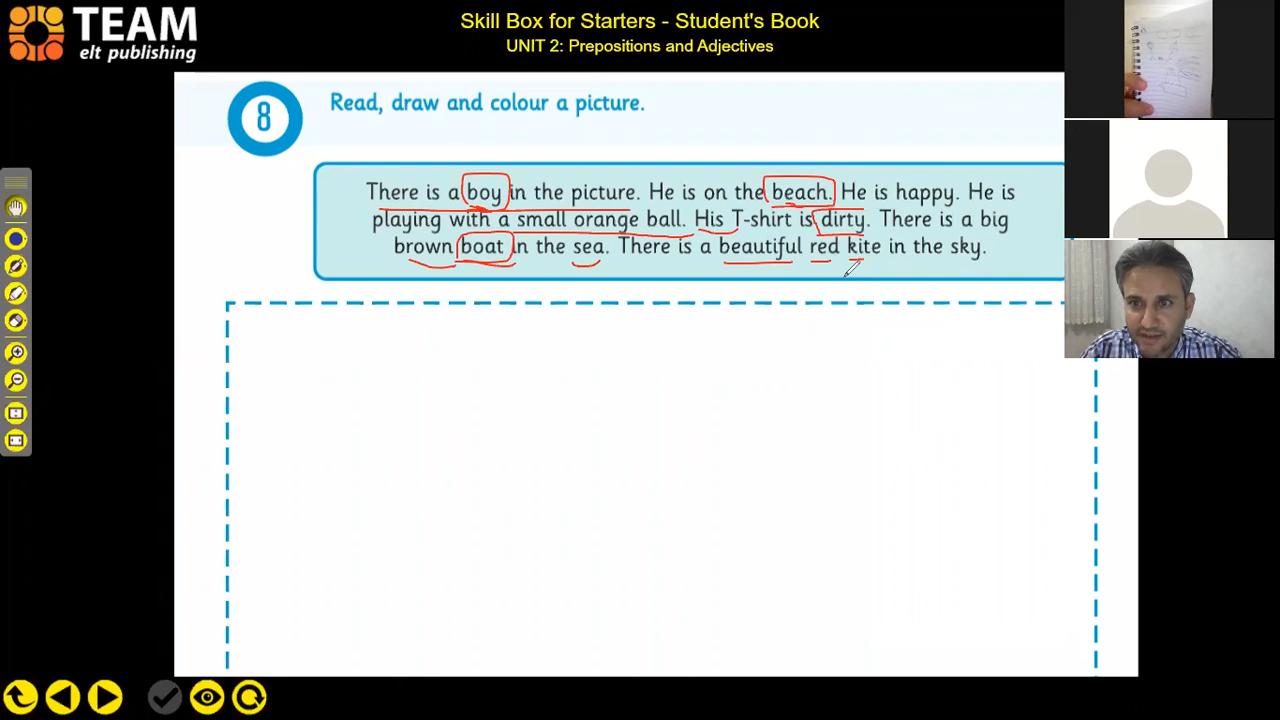 TEAM
elt publishing
Skill Box for Starters - Student's Book
UNIT 2: Prepositions and Adjectives
8
Read, draw and colour a picture.
There is a boy in the picture. He is on the beach. He is happy. He is
playing with a small orange ball. His T-shirt is dirty. There is a big
brown boat in the sea. There is a beautiful red kite in the sky.